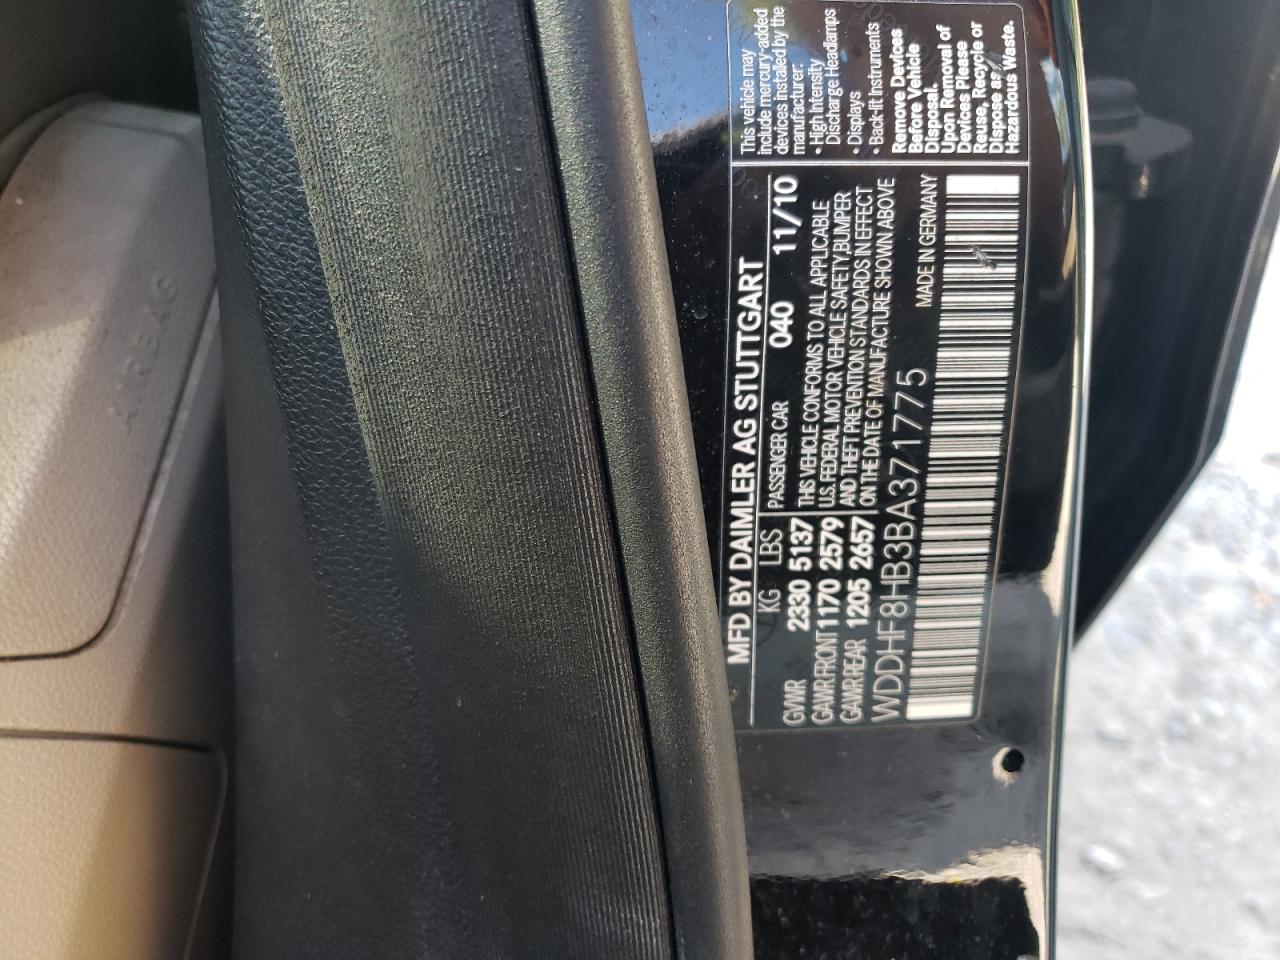 MFD BY DAIMLER AG STUTTGART
KG LBS PASSENGER CAR 040 11/10
GVWR 2330 5137
GAWR FRONT 1170 2579
GAWR REAR 1205 2657
THIS VEHICLE CONFORMS TO ALL APPLICABLE
U.S. FEDERAL MOTOR VEHICLE SAFETY, BUMPER
AND THEFT PREVENTION STANDARDS IN EFFECT
ON THE DATE OF MANUFACTURE SHOWN ABOVE
WDDHF8HB3BA371775
MADE IN GERMANY
This vehicle may
include mercury-added
devices installed by the
manufacturer:
• High Intensity
Discharge Headlamps
• Displays
• Back-lit Instruments
Remove Devices
Before Vehicle
Disposal.
Upon Removal of
Devices Please
Reuse, Recycle or
Dispose as
Hazardous Waste.
AIRBAG